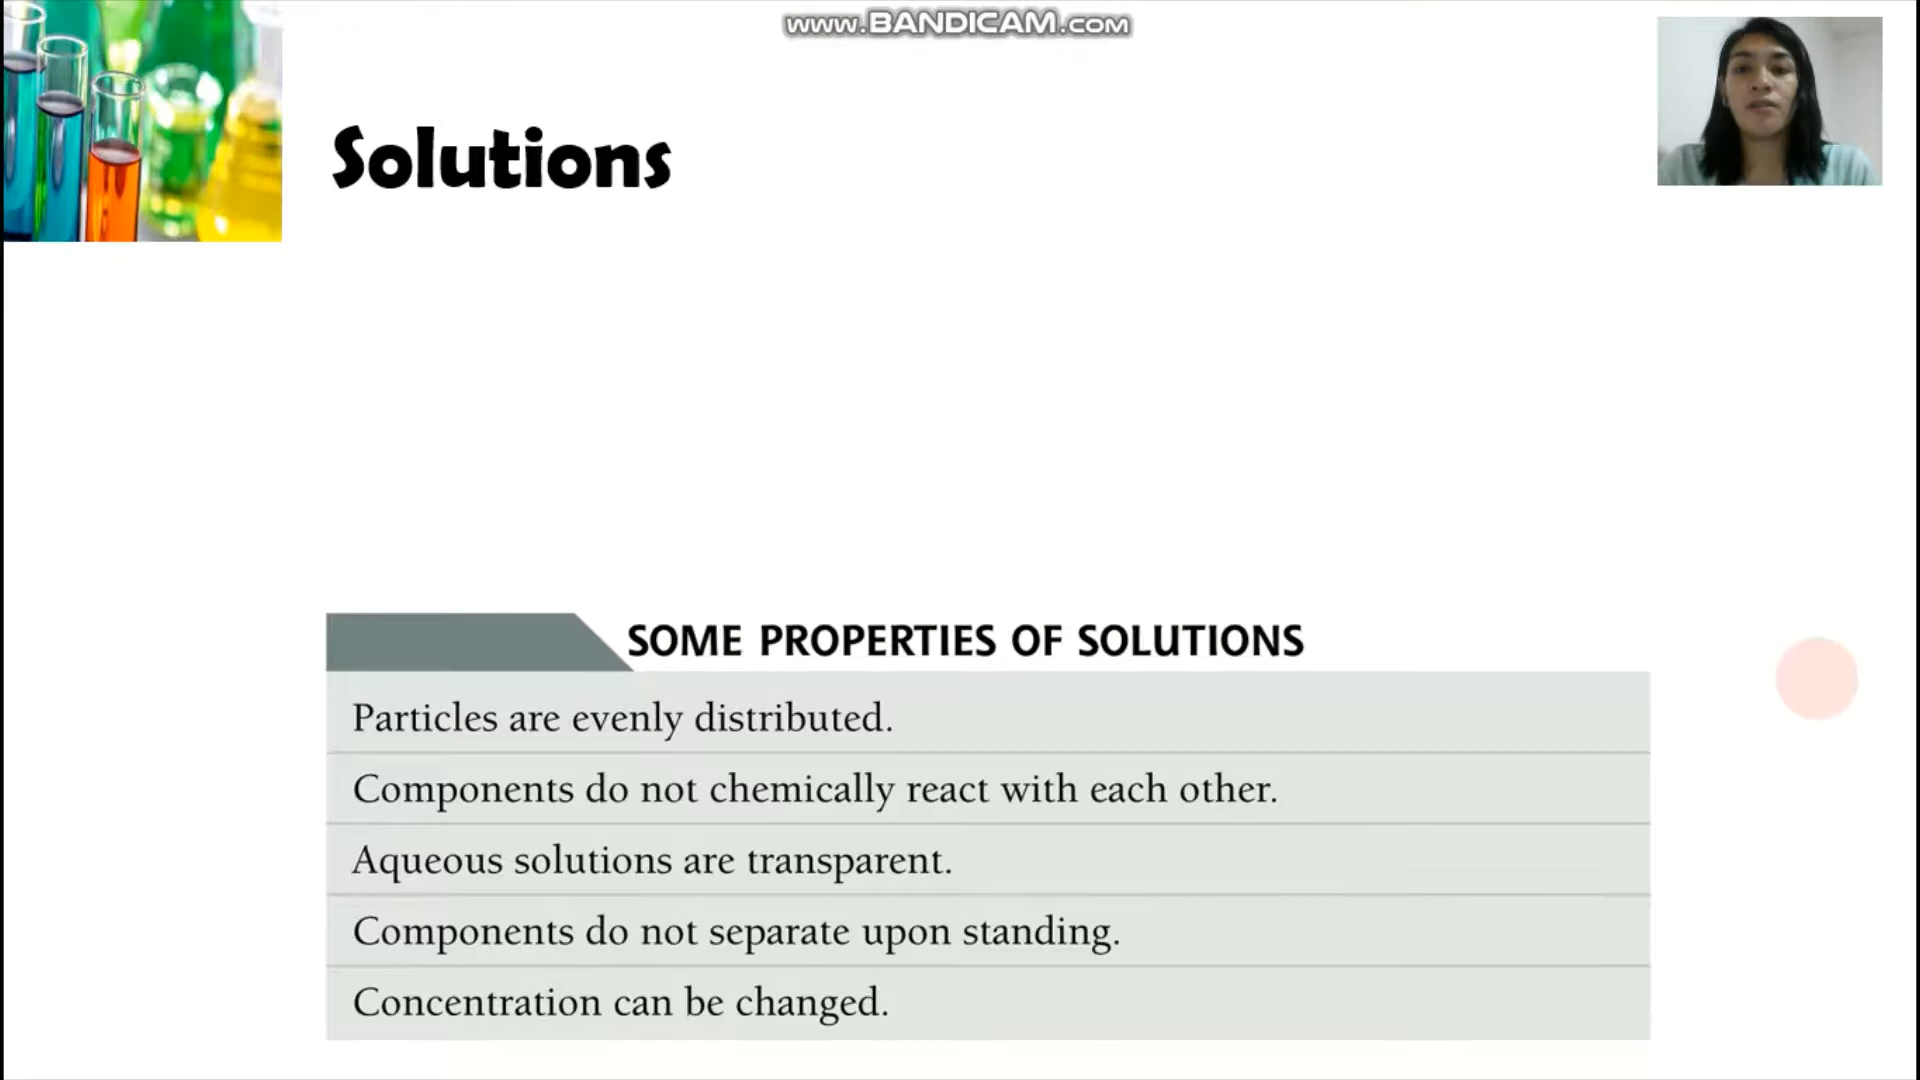 www.BANDICAM.com
Solutions
SOME PROPERTIES OF SOLUTIONS
Particles are evenly distributed.
Components do not chemically react with each other.
Aqueous solutions are transparent.
Components do not separate upon standing.
Concentration can be changed.